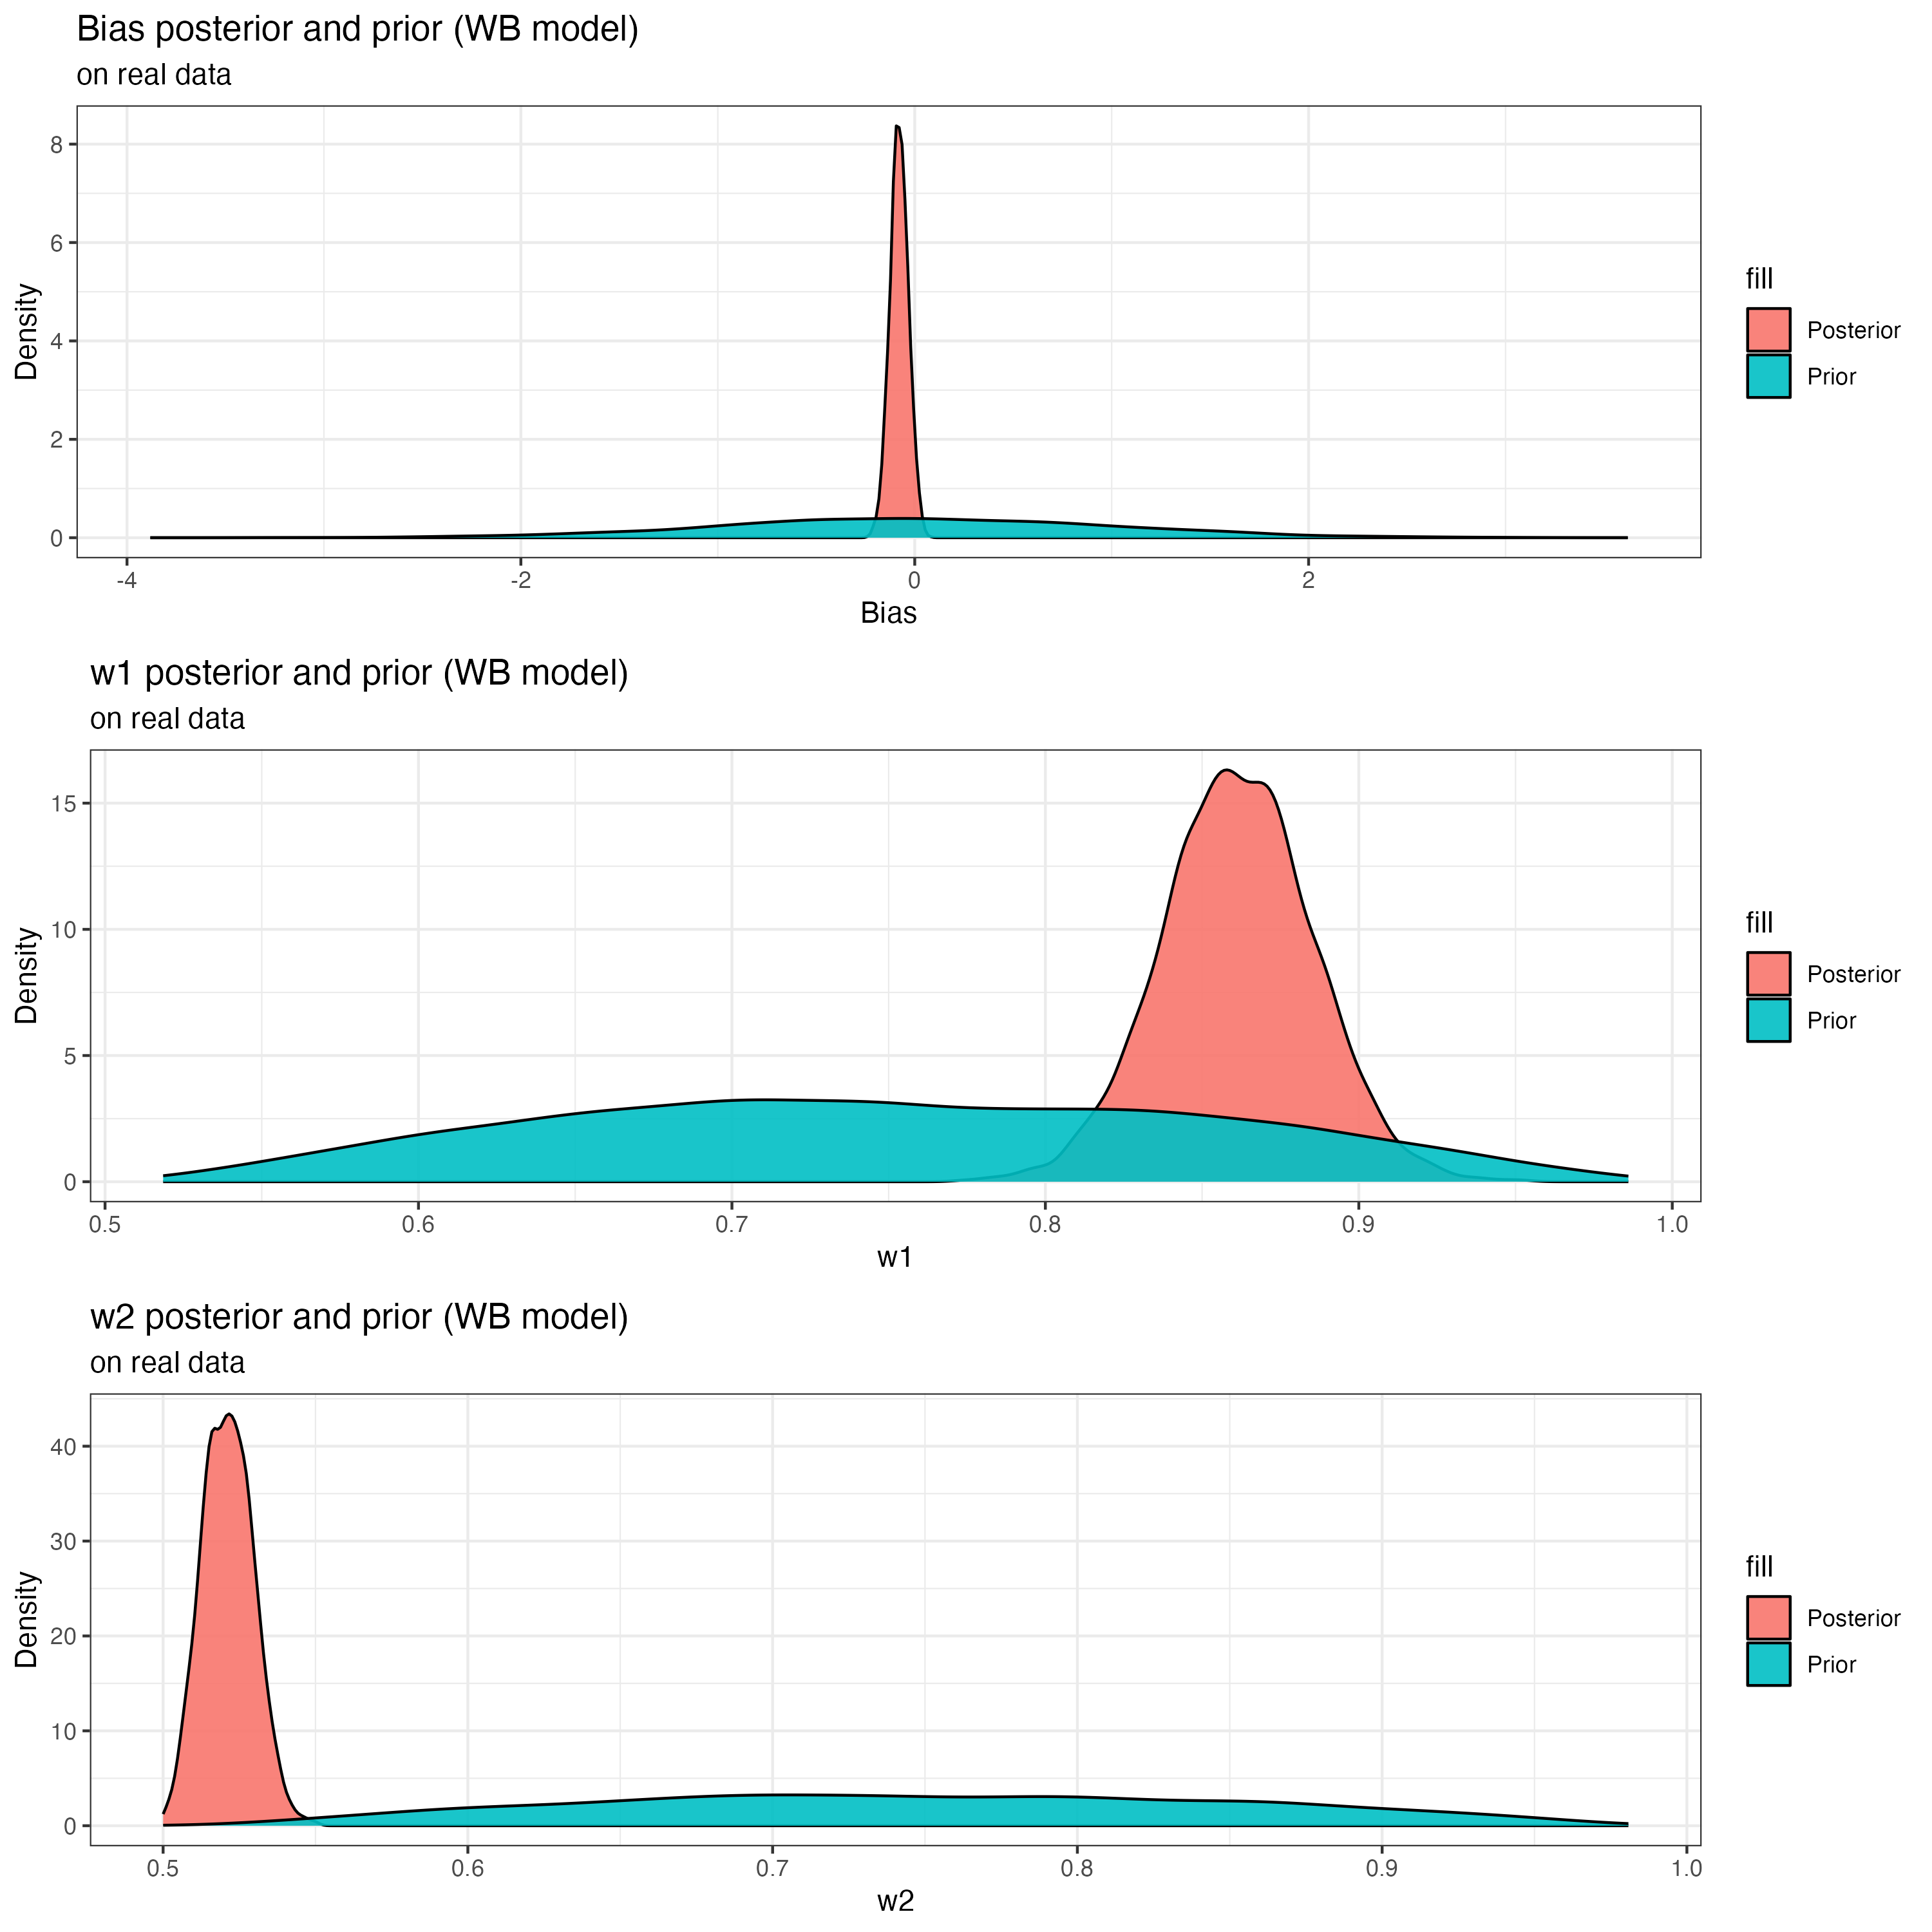 Bias posterior and prior (WB model)
on real data
8
6
4
2
0
Density
-4 -2 0 2
Bias
fill
Posterior
Prior
w1 posterior and prior (WB model)
on real data
15
10
5
0
Density
0.5 0.6 0.7 0.8 0.9 1.0
w1
fill
Posterior
Prior
w2 posterior and prior (WB model)
on real data
40
30
20
10
0
Density
0.5 0.6 0.7 0.8 0.9 1.0
w2
fill
Posterior
Prior